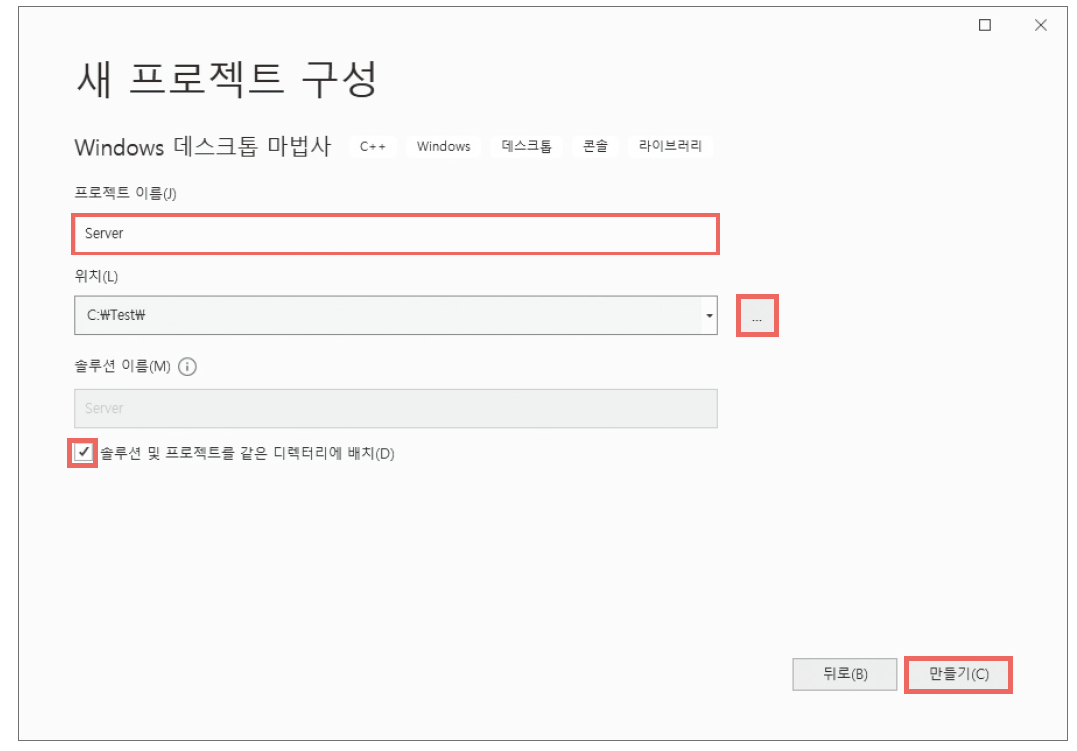 새 프로젝트 구성
Windows 데스크톱 마법사 C++ Windows 데스크톱 콘솔 라이브러리
프로젝트 이름(J)
Server
위치(L)
C:₩Test₩
...
솔루션 이름(M)
Server
솔루션 및 프로젝트를 같은 디렉터리에 배치(D)
뒤로(B) 만들기(C)